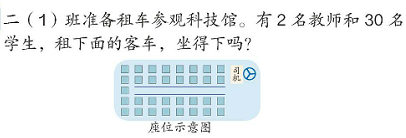 二（1）班准备租车参观科技馆。有2名教师和30名
学生，租下面的客车，坐得下吗？
司机
座位示意图